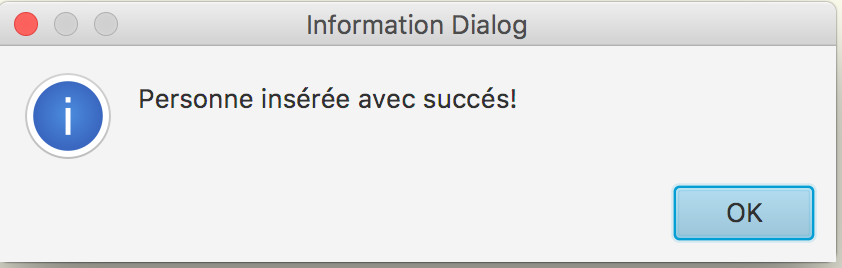 Information Dialog
i
Personne insérée avec succés!
OK